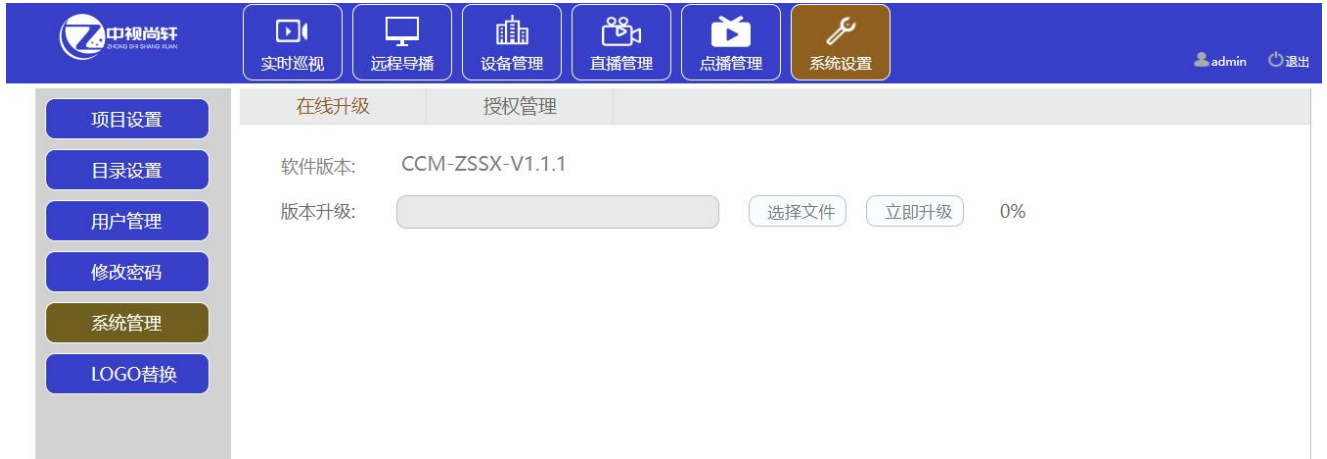 中视尚轩
ZHONG SHI SHANG XUAN
实时巡视 远程导播 设备管理 直播管理 点播管理 系统设置 admin 退出
项目设置 在线升级 授权管理
目录设置 软件版本: CCM-ZSSX-V1.1.1
用户管理 版本升级: 选择文件 立即升级 0%
修改密码
系统管理
LOGO替换